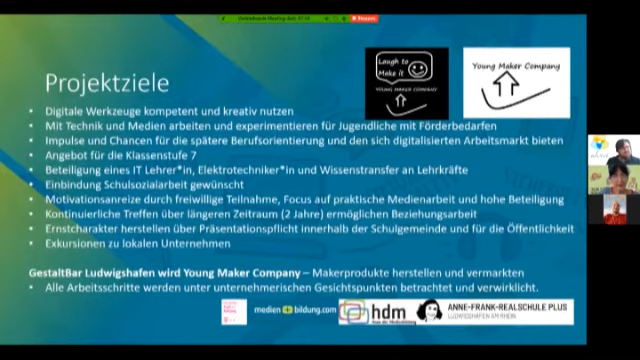 Projektziele
Laugh to
Make it
YOUNG MAKER COMPANY
Young Maker Company
• Digitale Werkzeuge kompetent und kreativ nutzen
• Mit Technik und Medien arbeiten und experimentieren für Jugendliche mit Förderbedarfen
• Impulse und Chancen für die spätere Berufsorientierung und den sich digitalisierten Arbeitsmarkt bieten
• Angebot für die Klassenstufe 7
• Beteiligung eines IT Lehrer*in, Elektrotechniker*in und Wissenstransfer an Lehrkräfte
• Einbindung Schulsozialarbeit gewünscht
• Motivationsanreize durch freiwillige Teilnahme, Focus auf praktische Medienarbeit und hohe Beteiligung
• Kontinuierliche Treffen über längeren Zeitraum (2 Jahre) ermöglichen Beziehungsarbeit
• Ernstcharakter herstellen über Präsentationspflicht innerhalb der Schulgemeinde und für die Öffentlichkeit
• Exkursionen zu lokalen Unternehmen
GestaltBar Ludwigshafen wird Young Maker Company – Makerprodukte herstellen und vermarkten
• Alle Arbeitsschritte werden unter unternehmerischen Gesichtspunkten betrachtet und verwirklicht.
medien+bildung.com
hdm
ANNE-FRANK-REALSCHULE PLUS
LUDWIGSHAFEN AM RHEIN